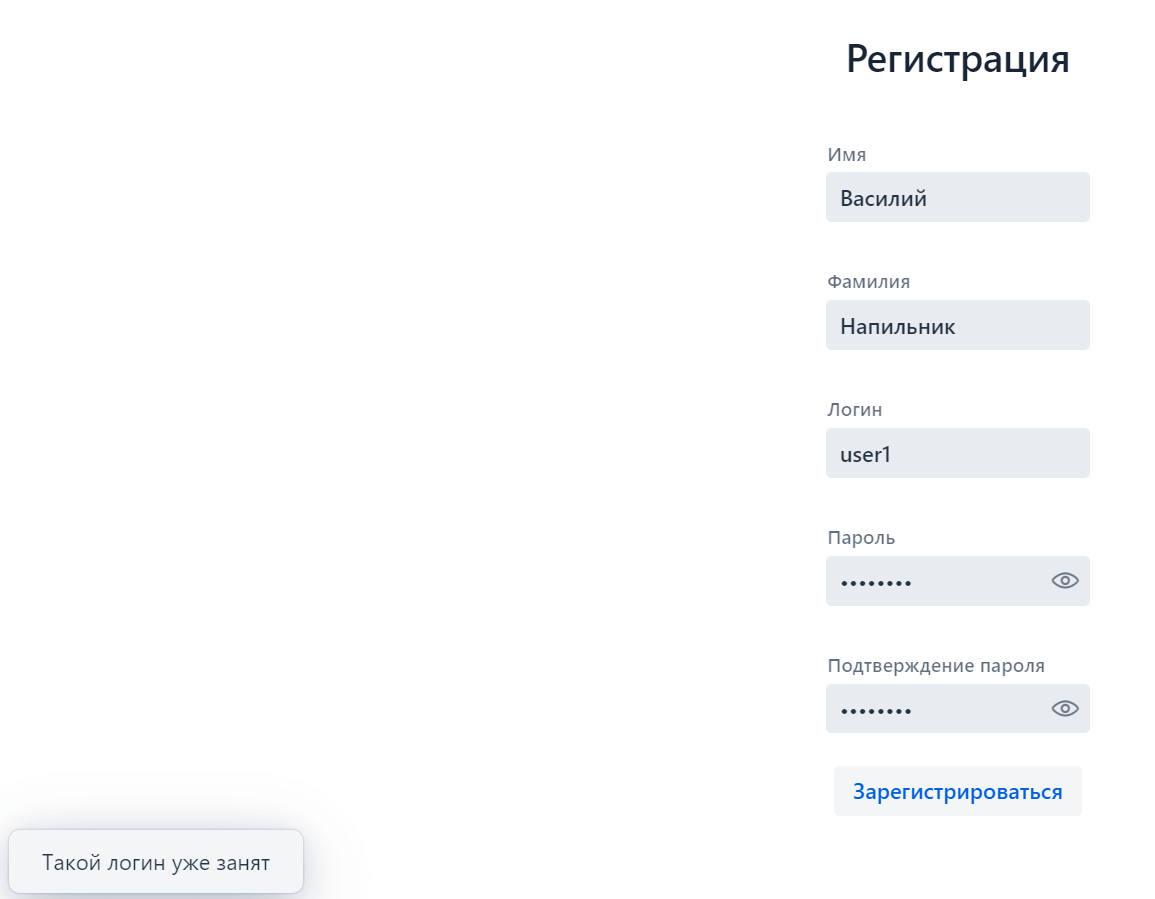 Регистрация
Имя
Василий
Фамилия
Напильник
Логин
user1
Пароль
••••••••
Подтверждение пароля
••••••••
Зарегистрироваться
Такой логин уже занят